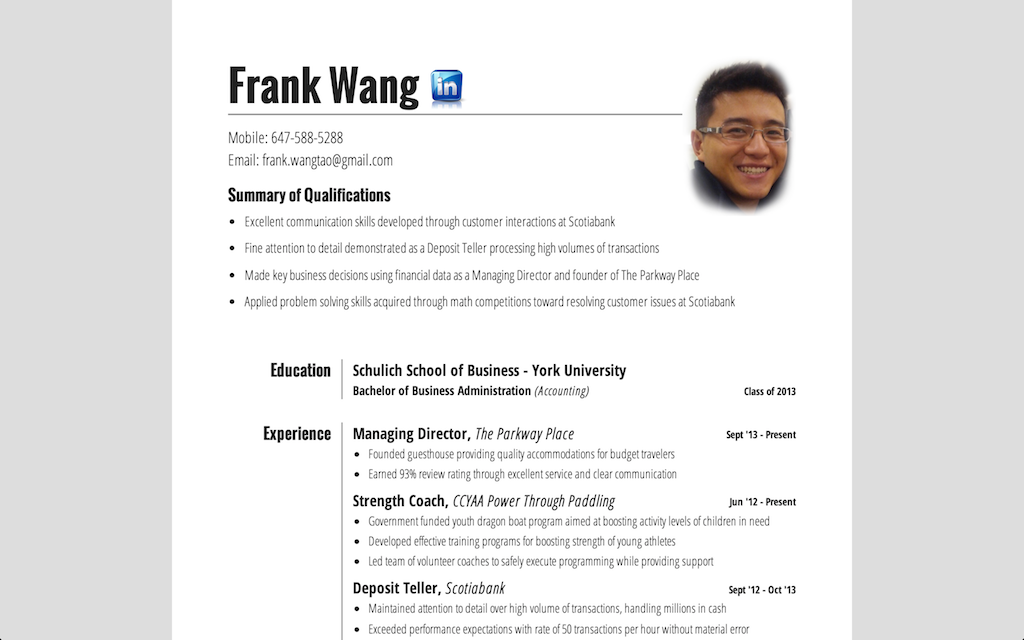 Frank Wang in
Mobile: 647-588-5288
Email: frank.wangtao@gmail.com
Summary of Qualifications
• Excellent communication skills developed through customer interactions at Scotiabank
• Fine attention to detail demonstrated as a Deposit Teller processing high volumes of transactions
• Made key business decisions using financial data as a Managing Director and founder of The Parkway Place
• Applied problem solving skills acquired through math competitions toward resolving customer issues at Scotiabank
Education
Schulich School of Business - York University
Bachelor of Business Administration (Accounting) Class of 2013
Experience
Managing Director, The Parkway Place Sept '13 - Present
• Founded guesthouse providing quality accommodations for budget travelers
• Earned 93% review rating through excellent service and clear communication
Strength Coach, CCYAA Power Through Paddling Jun '12 - Present
• Government funded youth dragon boat program aimed at boosting activity levels of children in need
• Developed effective training programs for boosting strength of young athletes
• Led team of volunteer coaches to safely execute programming while providing support
Deposit Teller, Scotiabank Sept '12 - Oct '13
• Maintained attention to detail over high volume of transactions, handling millions in cash
• Exceeded performance expectations with rate of 50 transactions per hour without material error